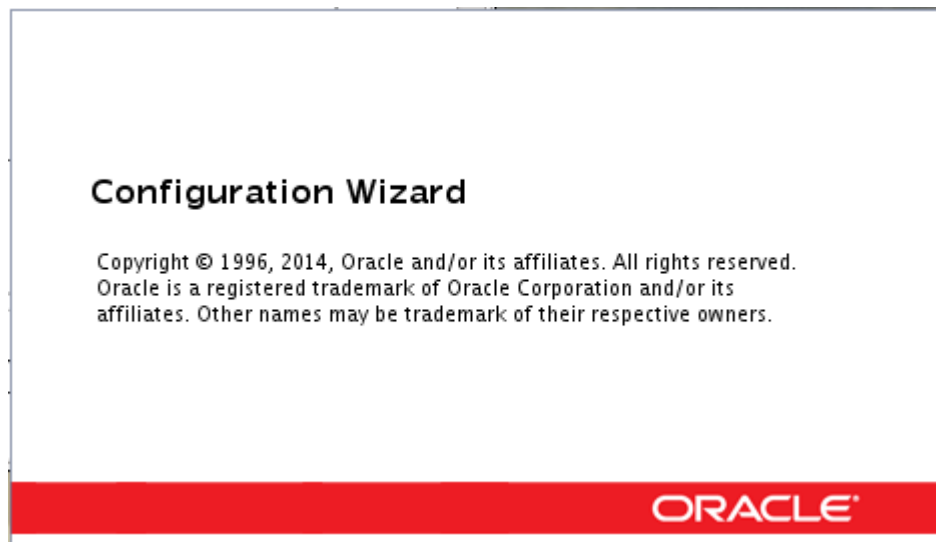 Configuration Wizard
Copyright © 1996, 2014, Oracle and/or its affiliates. All rights reserved.
Oracle is a registered trademark of Oracle Corporation and/or its
affiliates. Other names may be trademark of their respective owners.
ORACLE®